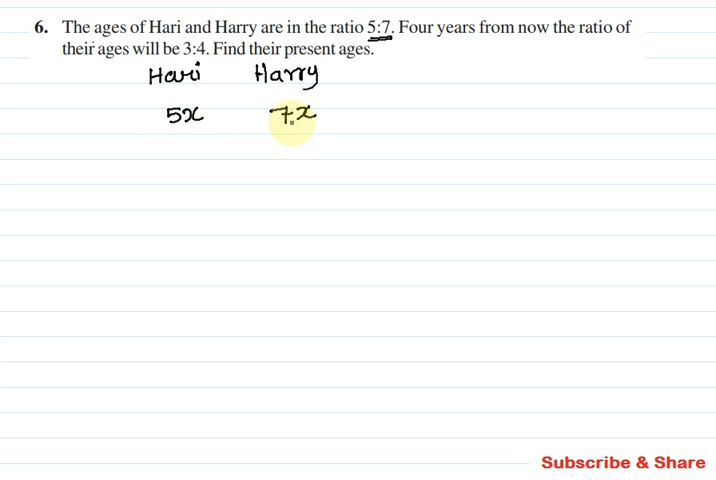 6. The ages of Hari and Harry are in the ratio 5:7. Four years from now the ratio of
their ages will be 3:4. Find their present ages.
Hari Harry
5x 7x
Subscribe & Share